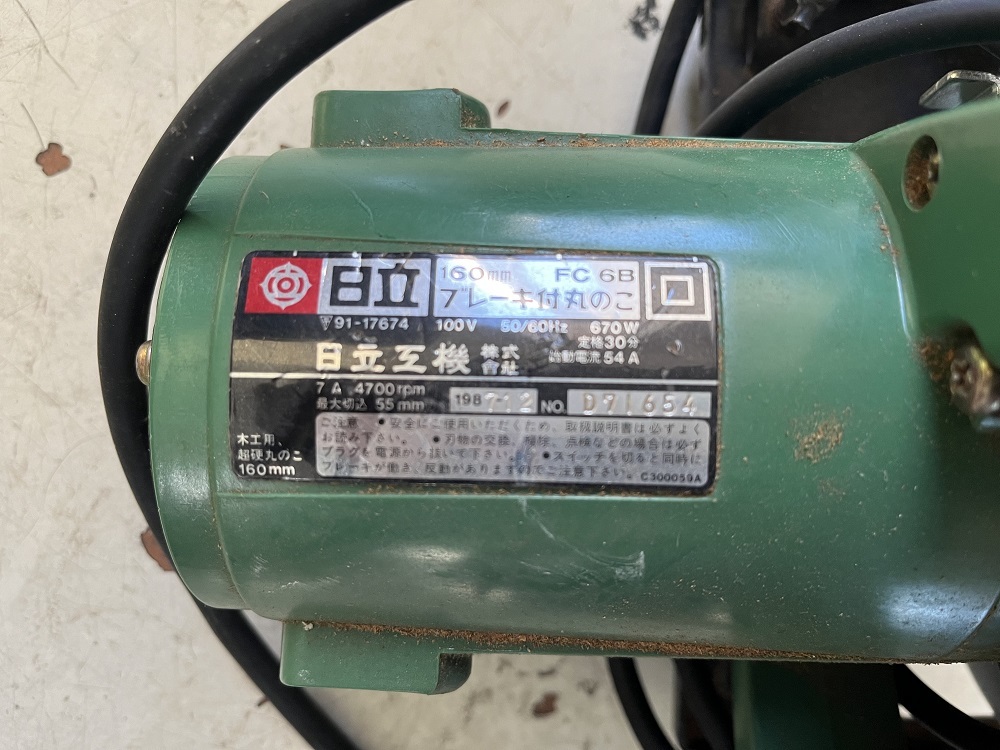 日立
160mm FC 6B
ブレーキ付丸のこ
▽91-17674 100V 50/60Hz 670W
定格30分
日立工機 株式會社 始動電流 54A
7A 4700rpm
最大切込 55mm
198712 NO. D71654
木工用、
超硬丸のこ
160mm
ご注意 ●安全にご使用いただくため、取扱説明書は必ずよく
お読み下さい。 ●刃物の交換、掃除、点検などの場合は必ず
プラグを電源から抜いて下さい。 ●スイッチを切ると同時に
ブレーキが働き、反動がありますのでご注意下さい。
C300059A